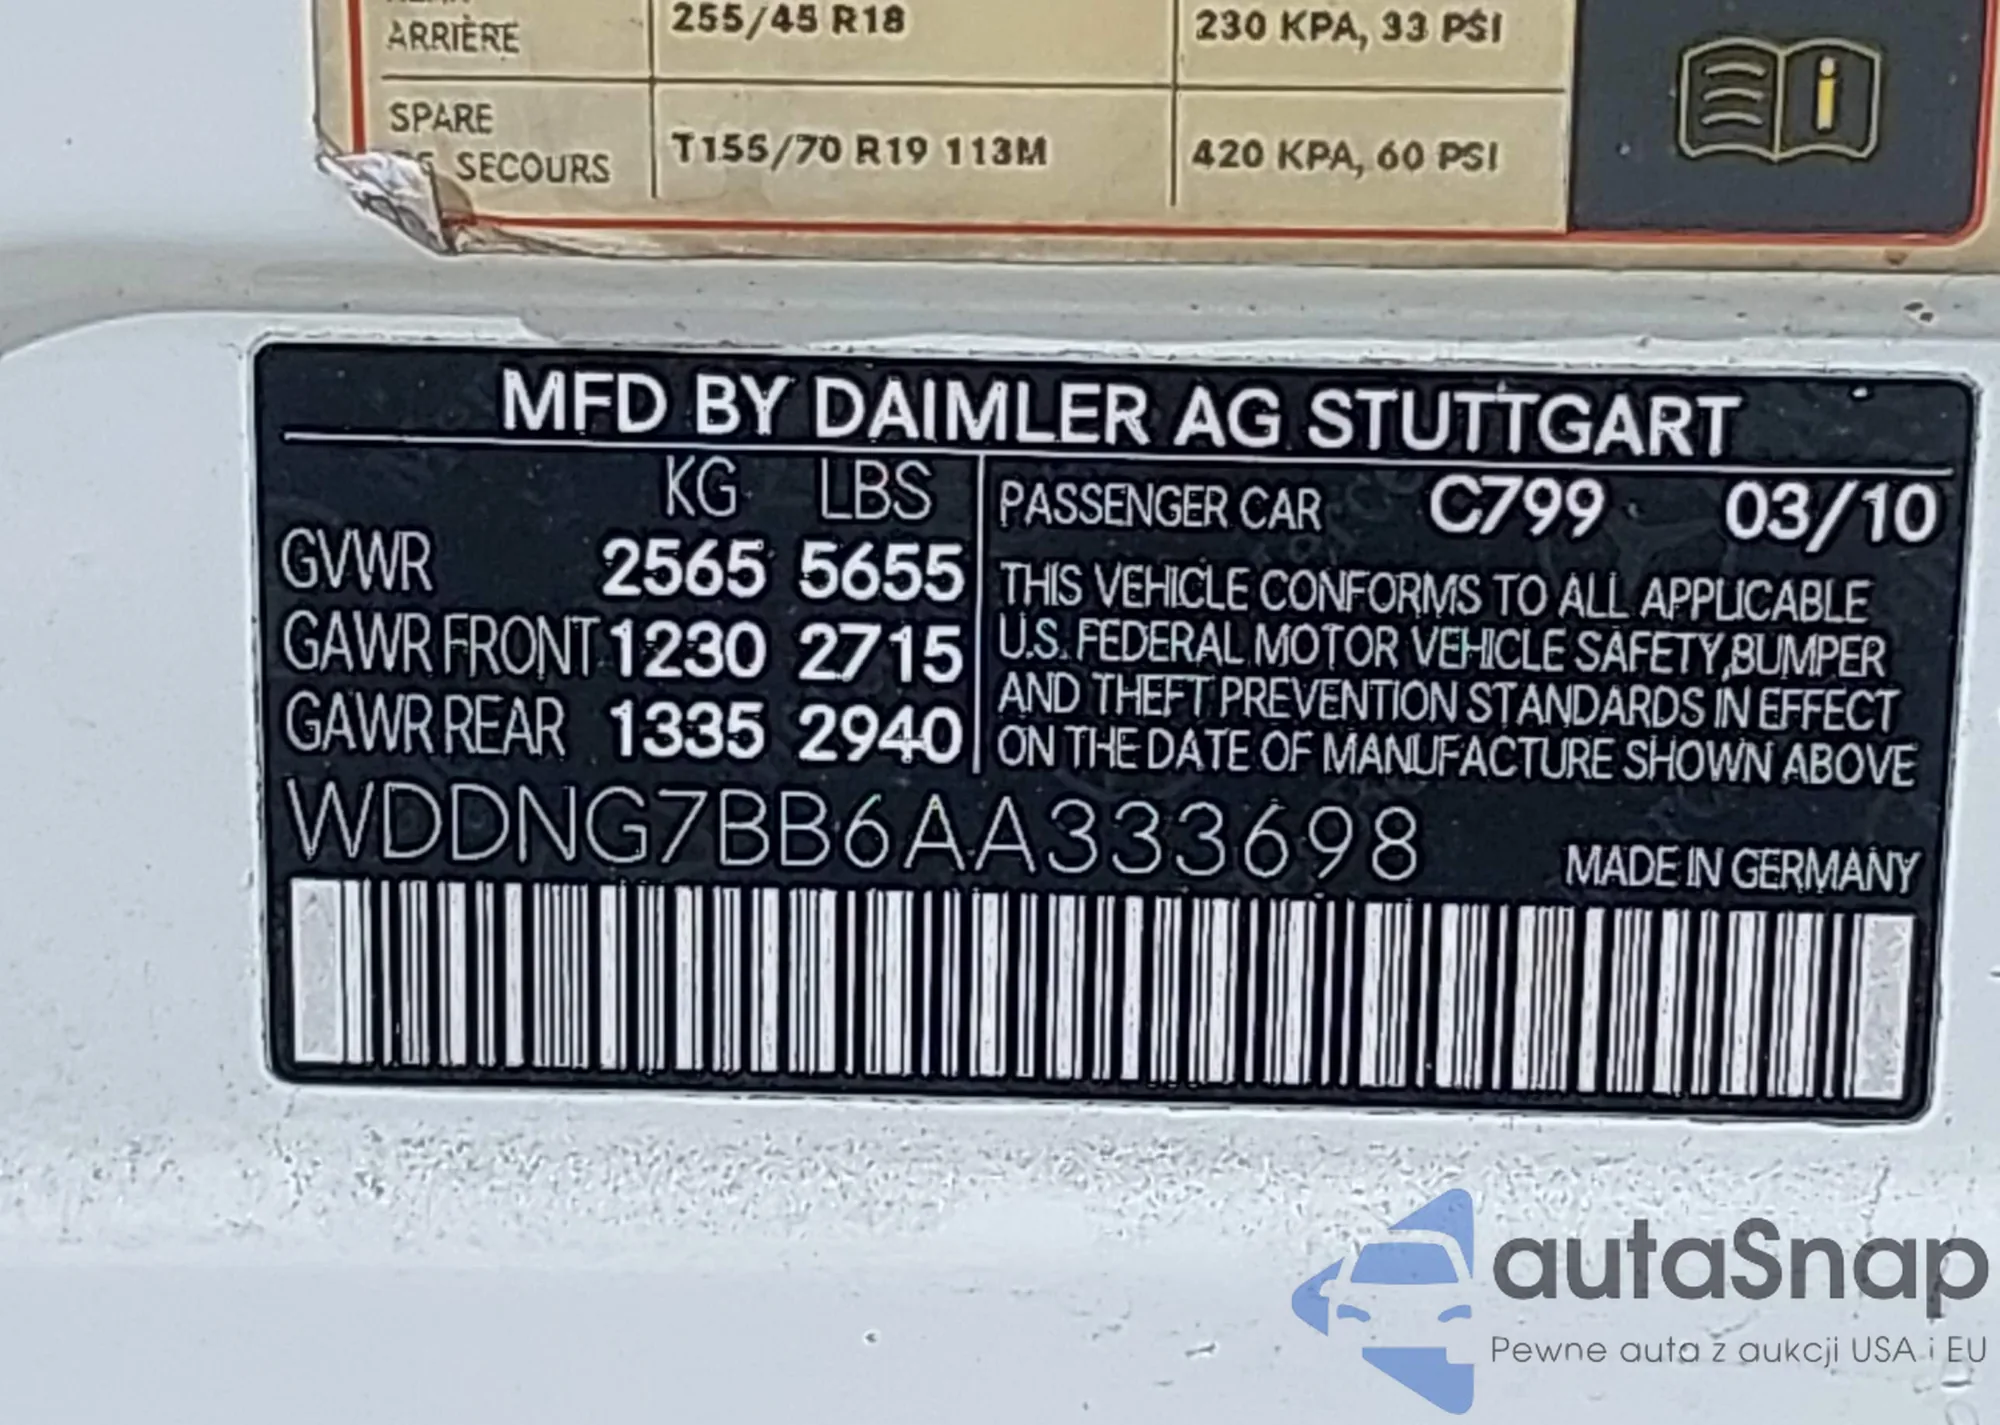 ARRIÈRE 255/45 R18 230 KPA, 33 PSI
SPARE
SECOURS T155/70 R19 113M 420 KPA, 60 PSI
MFD BY DAIMLER AG STUTTGART
KG LBS
GVWR 2565 5655
GAWR FRONT 1230 2715
GAWR REAR 1335 2940
PASSENGER CAR C799 03/10
THIS VEHICLE CONFORMS TO ALL APPLICABLE
U.S. FEDERAL MOTOR VEHICLE SAFETY,BUMPER
AND THEFT PREVENTION STANDARDS IN EFFECT
ON THE DATE OF MANUFACTURE SHOWN ABOVE
WDDNG7BB6AA333698
MADE IN GERMANY
autaSnap
Pewne auta z aukcji USA i EU